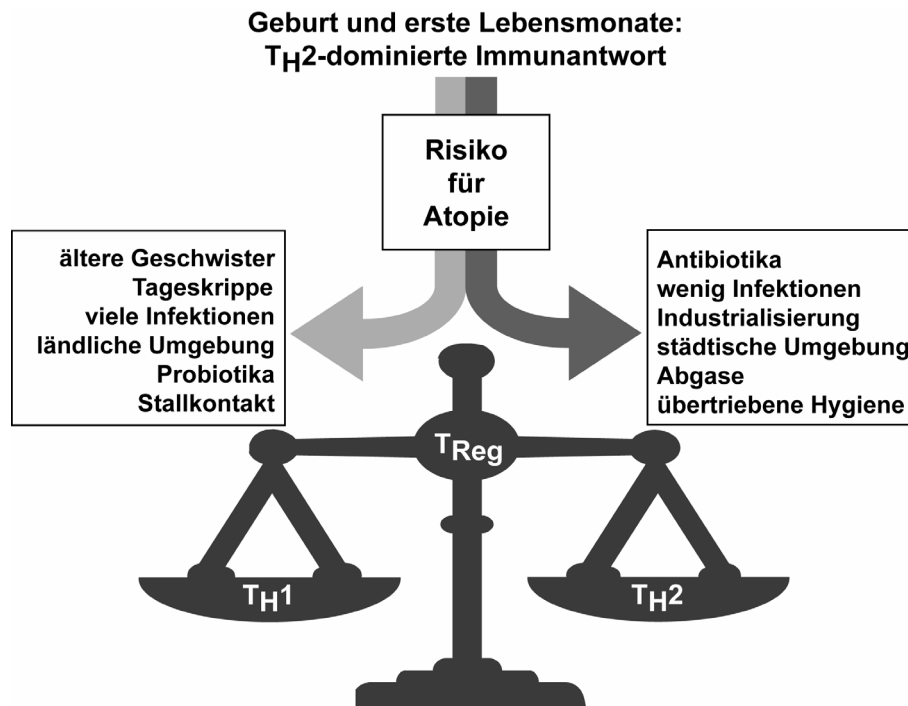 Geburt und erste Lebensmonate:
TH2-dominierte Immunantwort
Risiko
für
Atopie
ältere Geschwister
Tageskrippe
viele Infektionen
ländliche Umgebung
Probiotika
Stallkontakt
Antibiotika
wenig Infektionen
Industrialisierung
städtische Umgebung
Abgase
übertriebene Hygiene
TReg
TH1
TH2